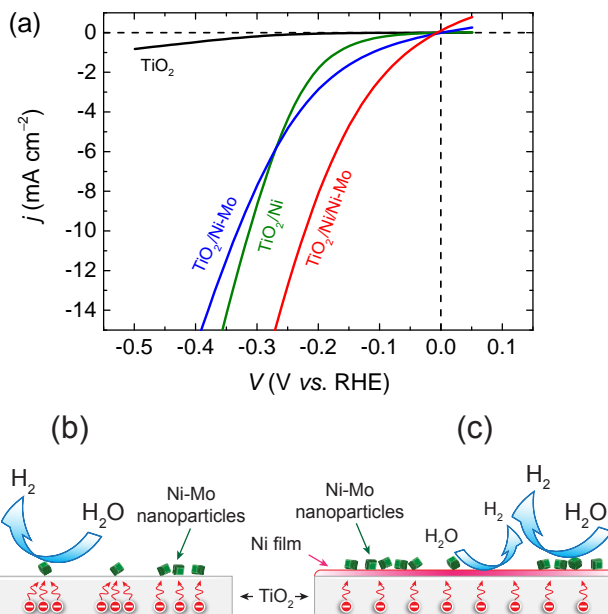 (a)
0
-2
-4
-6
-8
-10
-12
-14
j (mA cm⁻²)
TiO₂
TiO₂/Ni-Mo
TiO₂/Ni
TiO₂/Ni/Ni-Mo
-0.5 -0.4 -0.3 -0.2 -0.1 0.0 0.1
V (V vs. RHE
(b)
(c)
H₂
H₂O
Ni-Mo
nanoparticles
Ni-Mo
nanoparticles
Ni film
H₂O
H₂
H₂
H₂O
TiO₂